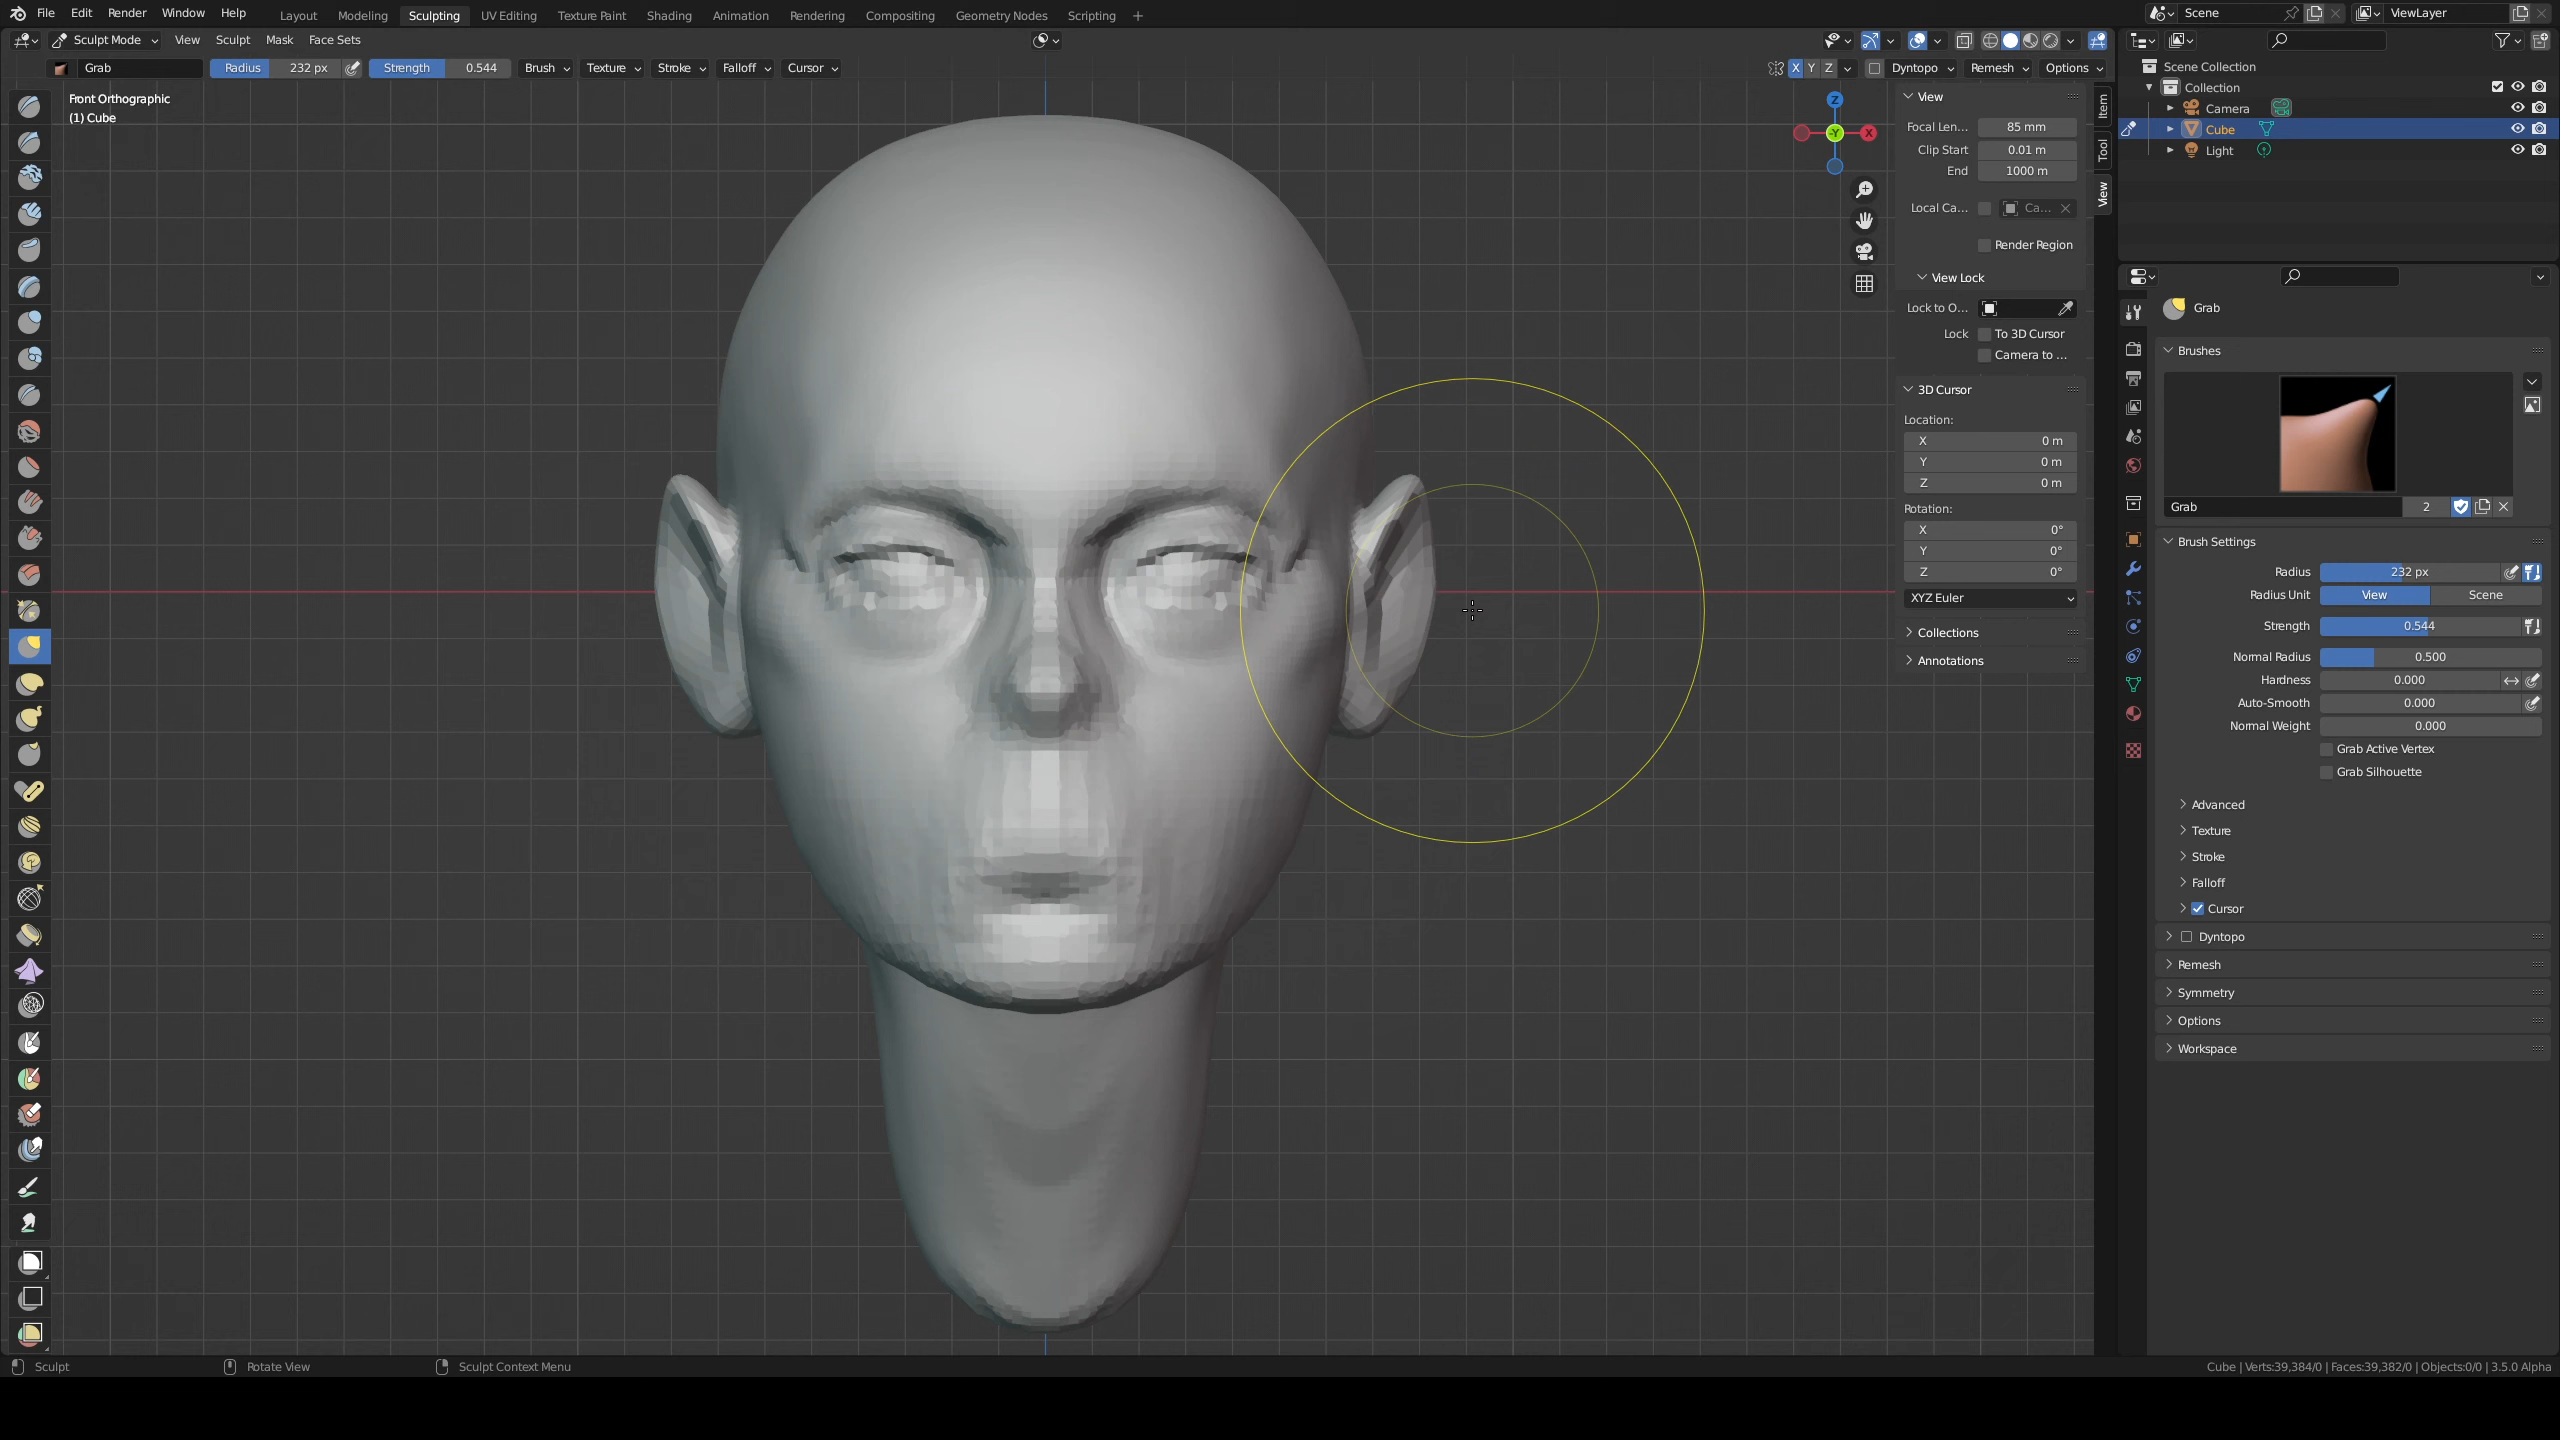 File Edit Render Window Help Layout Modeling Sculpting UV Editing Texture Paint Shading Animation Rendering Compositing Geometry Nodes Scripting + Scene ViewLayer
Sculpt Mode View Sculpt Mask Face Sets
Grab Radius 232 px Strength 0.544 Brush Texture Stroke Falloff Cursor X Y Z Dyntopo Remesh Options
Front Orthographic
(1) Cube
Z
Y
X
View
Focal Len... 85 mm
Clip Start 0.01 m
End 1000 m
Local Ca... Ca...
Render Region
View Lock
Lock to O...
Lock To 3D Cursor
Camera to ...
3D Cursor
Location:
X 0 m
Y 0 m
Z 0 m
Rotation:
X 0°
Y 0°
Z 0°
XYZ Euler
Collections
Annotations
Item
Tool
View
Scene Collection
Collection
Camera
Cube
Light
Grab
Brushes
Grab 2
Brush Settings
Radius 232 px
Radius Unit View Scene
Strength 0.544
Normal Radius 0.500
Hardness 0.000
Auto-Smooth 0.000
Normal Weight 0.000
Grab Active Vertex
Grab Silhouette
Advanced
Texture
Stroke
Falloff
Cursor
Dyntopo
Remesh
Symmetry
Options
Workspace
Sculpt Rotate View Sculpt Context Menu Cube | Verts:39,384/0 | Faces:39,382/0 | Objects:0/0 | 3.5.0 Alpha